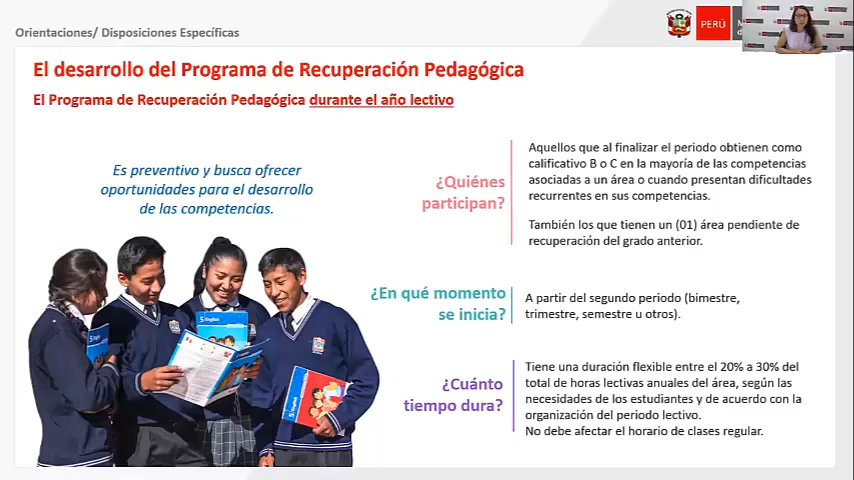 Orientaciones/ Disposiciones Específicas
PERÚ
El desarrollo del Programa de Recuperación Pedagógica
El Programa de Recuperación Pedagógica durante el año lectivo
Es preventivo y busca ofrecer
oportunidades para el desarrollo
de las competencias.
¿Quiénes
participan?
Aquellos que al finalizar el periodo obtienen como
calificativo B o C en la mayoría de las competencias
asociadas a un área o cuando presentan dificultades
recurrentes en sus competencias.
También los que tienen un (01) área pendiente de
recuperación del grado anterior.
¿En qué momento
se inicia?
A partir del segundo periodo (bimestre,
trimestre, semestre u otros).
¿Cuánto
tiempo dura?
Tiene una duración flexible entre el 20% a 30% del
total de horas lectivas anuales del área, según las
necesidades de los estudiantes y de acuerdo con la
organización del periodo lectivo.
No debe afectar el horario de clases regular.